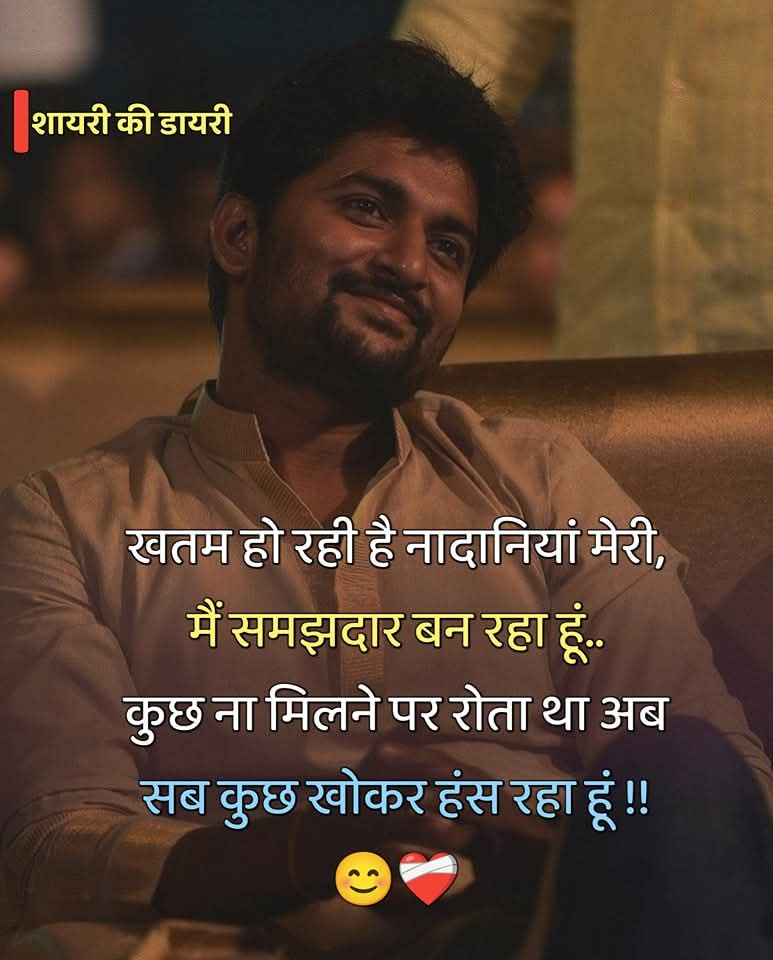 शायरी की डायरी
खतम हो रही है नादानियां मेरी,
मैं समझदार बन रहा हूं..
कुछ ना मिलने पर रोता था अब
सब कुछ खोकर हंस रहा हूं !!
😊❤️‍🩹